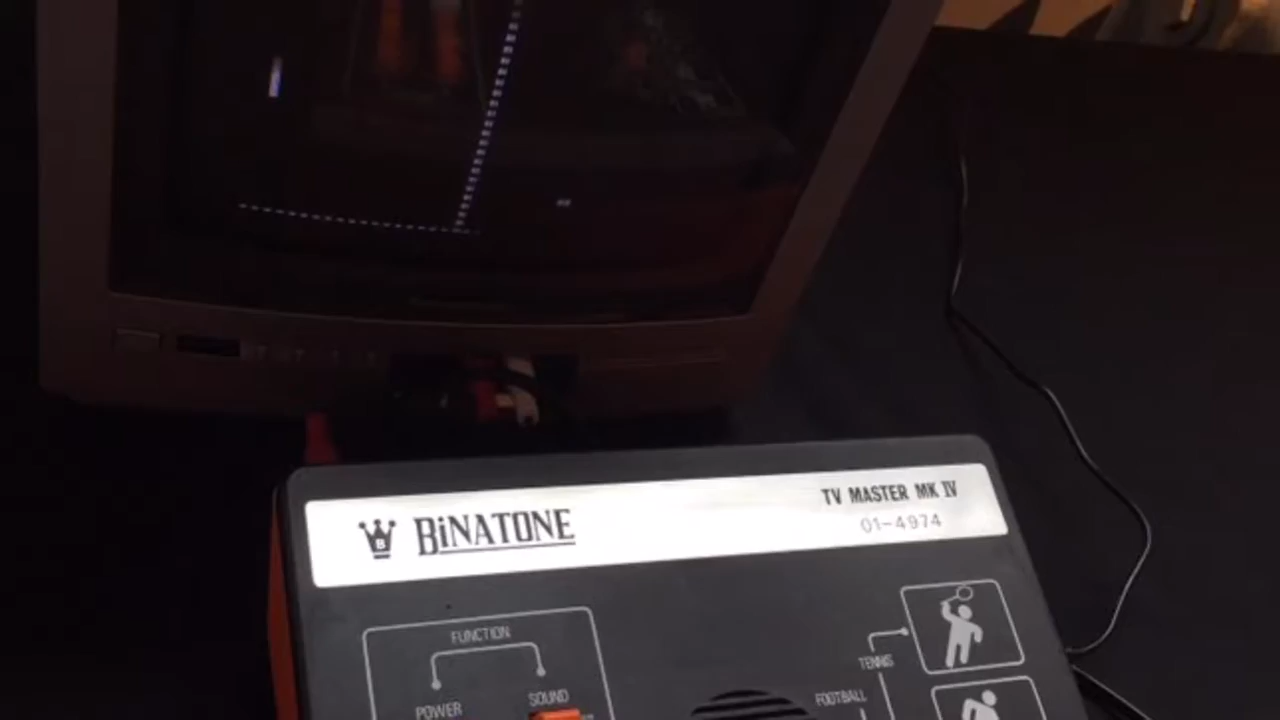 BiNATONE
TV MASTER MK IV
01-4974
FUNCTION
POWER
SOUND
TENNIS
FOOTBALL